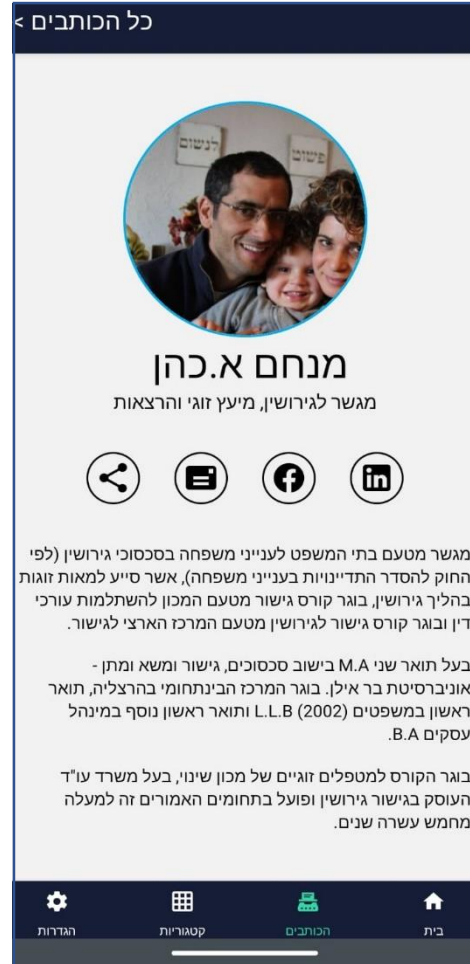 כל הכותבים >
לנשום
פשוט
מנחם א.כהן
מגשר לגירושין, מיעץ זוגי והרצאות
מגשר מטעם בתי המשפט לענייני משפחה בסכסוכי גירושין (לפי
החוק להסדר התדיינויות בענייני משפחה), אשר סייע למאות זוגות
בהליך גירושין, בוגר קורס גישור מטעם המכון להשתלמות עורכי
דין ובוגר קורס גישור לגירושין מטעם המרכז הארצי לגישור.
בעל תואר שני M.A בישוב סכסוכים, גישור ומשא ומתן -
אוניברסיטת בר אילן. בוגר המרכז הבינתחומי בהרצליה, תואר
ראשון במשפטים L.L.B (2002) ותואר ראשון נוסף במינהל
עסקים B.A.
בוגר הקורס למטפלים זוגיים של מכון שינוי, בעל משרד עו"ד
העוסק בגישור גירושין ופועל בתחומים האמורים זה למעלה
מחמש עשרה שנים.
בית
הכותבים
קטגוריות
הגדרות